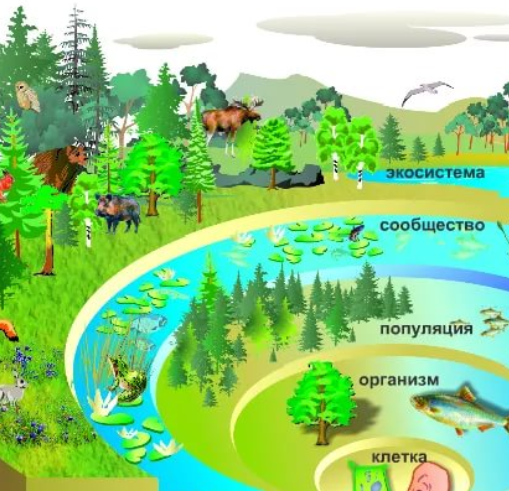 экосистема
сообщество
популяция
организм
клетка